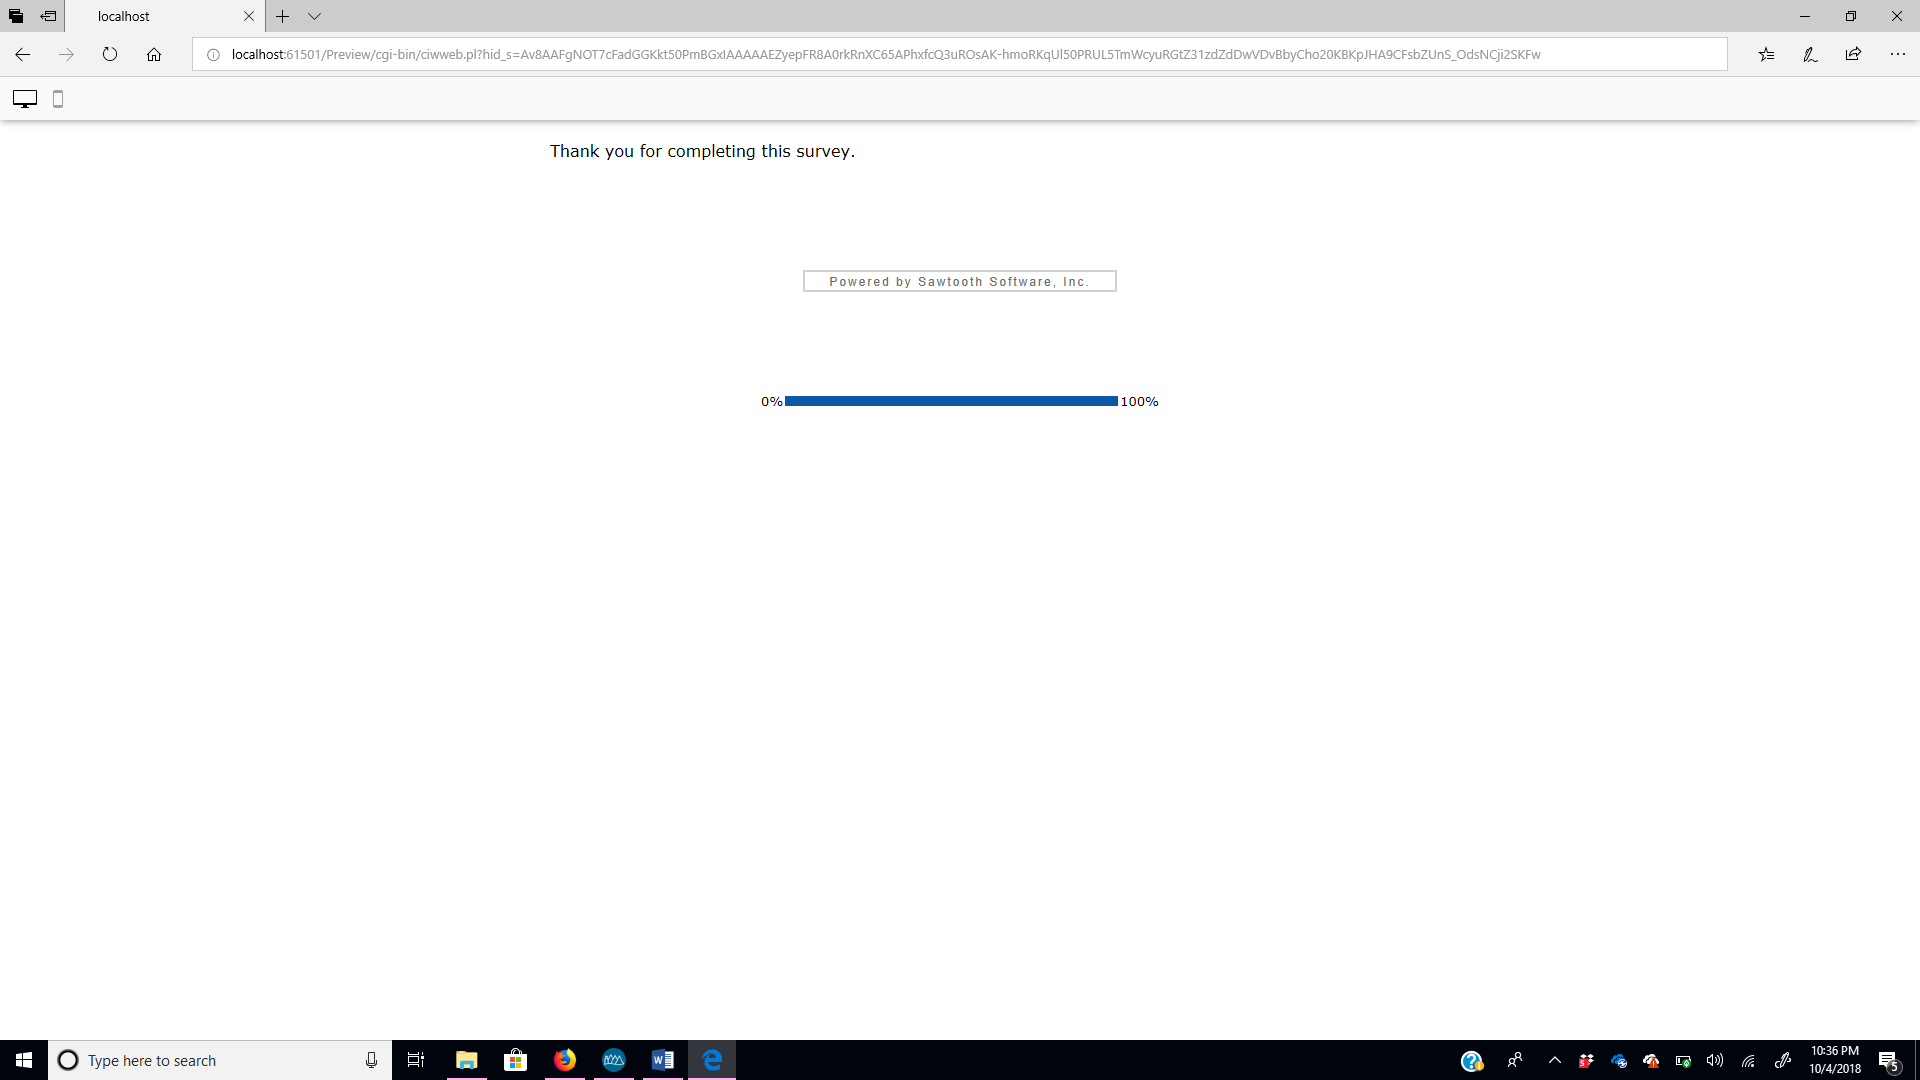 localhost
localhost:61501/Preview/cgi-bin/ciwweb.pl?hid_s=Av8AAFgNOT7cFadGGKkt50PmBGxIAAAAAEZyepFR8A0rkRnXC65APhxfcQ3uROsAK-hmoRKqUl50PRUL5TmWcyuRGtZ31zdZdDwVDvBbyCho20KBKpJHA9CFsbZUnS_OdsNCji2SKFw
Thank you for completing this survey.
Powered by Sawtooth Software, Inc.
0% 100%
Type here to search
10:36 PM
10/4/2018
5